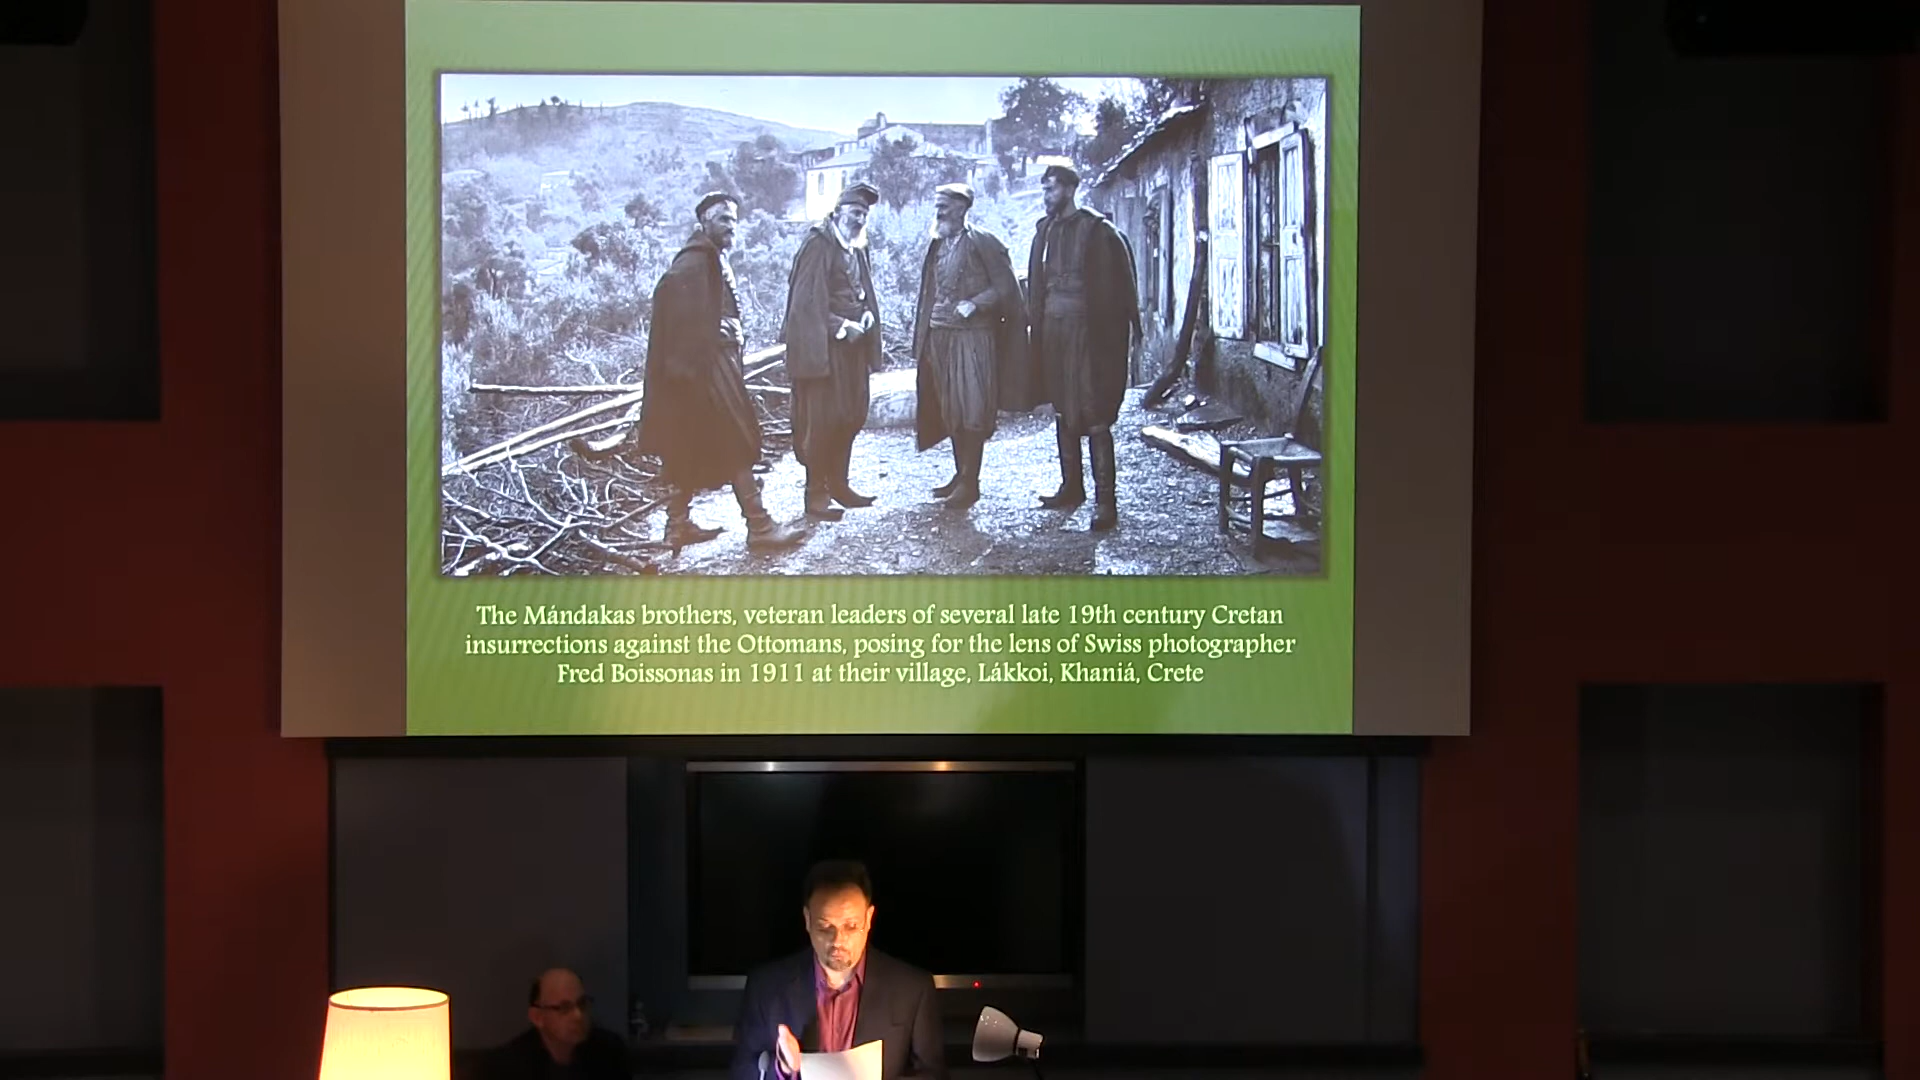 The Mándakas brothers, veteran leaders of several late 19th century Cretan
insurrections against the Ottomans, posing for the lens of Swiss photographer
Fred Boissonas in 1911 at their village, Lákkoi, Khaniá, Crete